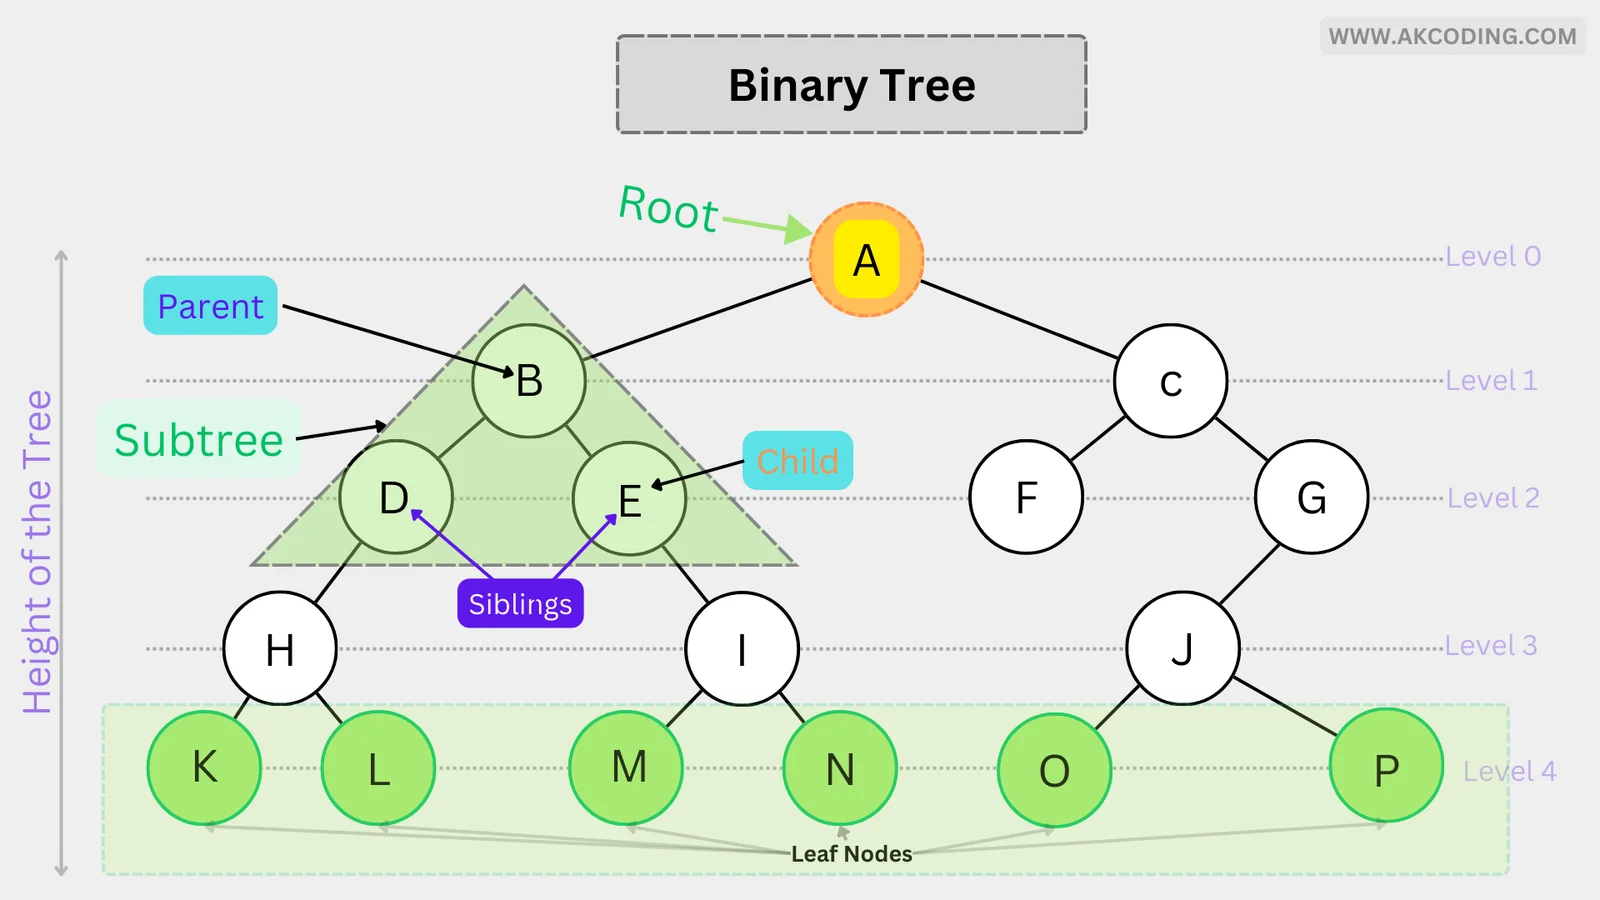 WWW.AKCODING.COM
Binary Tree
Root
A
Level 0
Parent
B
c
Level 1
Subtree
Child
D
E
F
G
Level 2
Siblings
Height of the Tree
H
I
J
Level 3
K
L
M
N
O
P
Level 4
Leaf Nodes